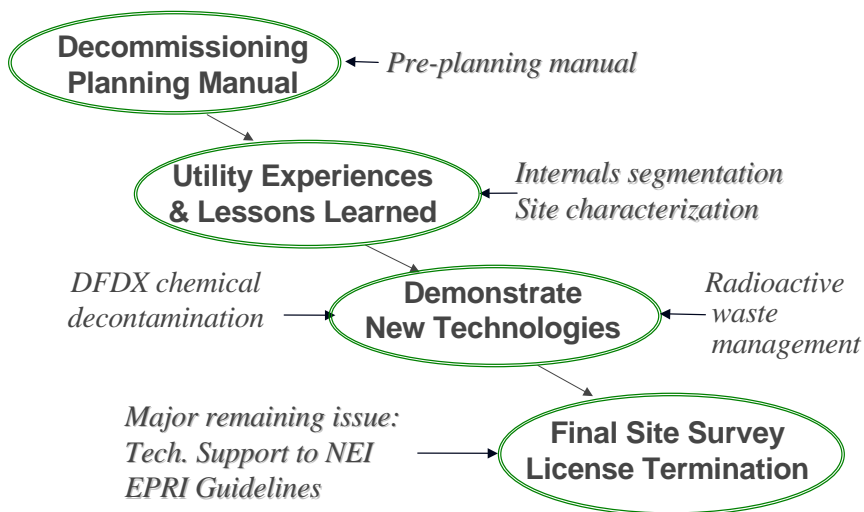 Decommissioning
Planning Manual
Pre-planning manual
Utility Experiences
& Lessons Learned
Internals segmentation
Site characterization
DFDX chemical
decontamination
Demonstrate
New Technologies
Radioactive
waste
management
Major remaining issue:
Tech. Support to NEI
EPRI Guidelines
Final Site Survey
License Termination